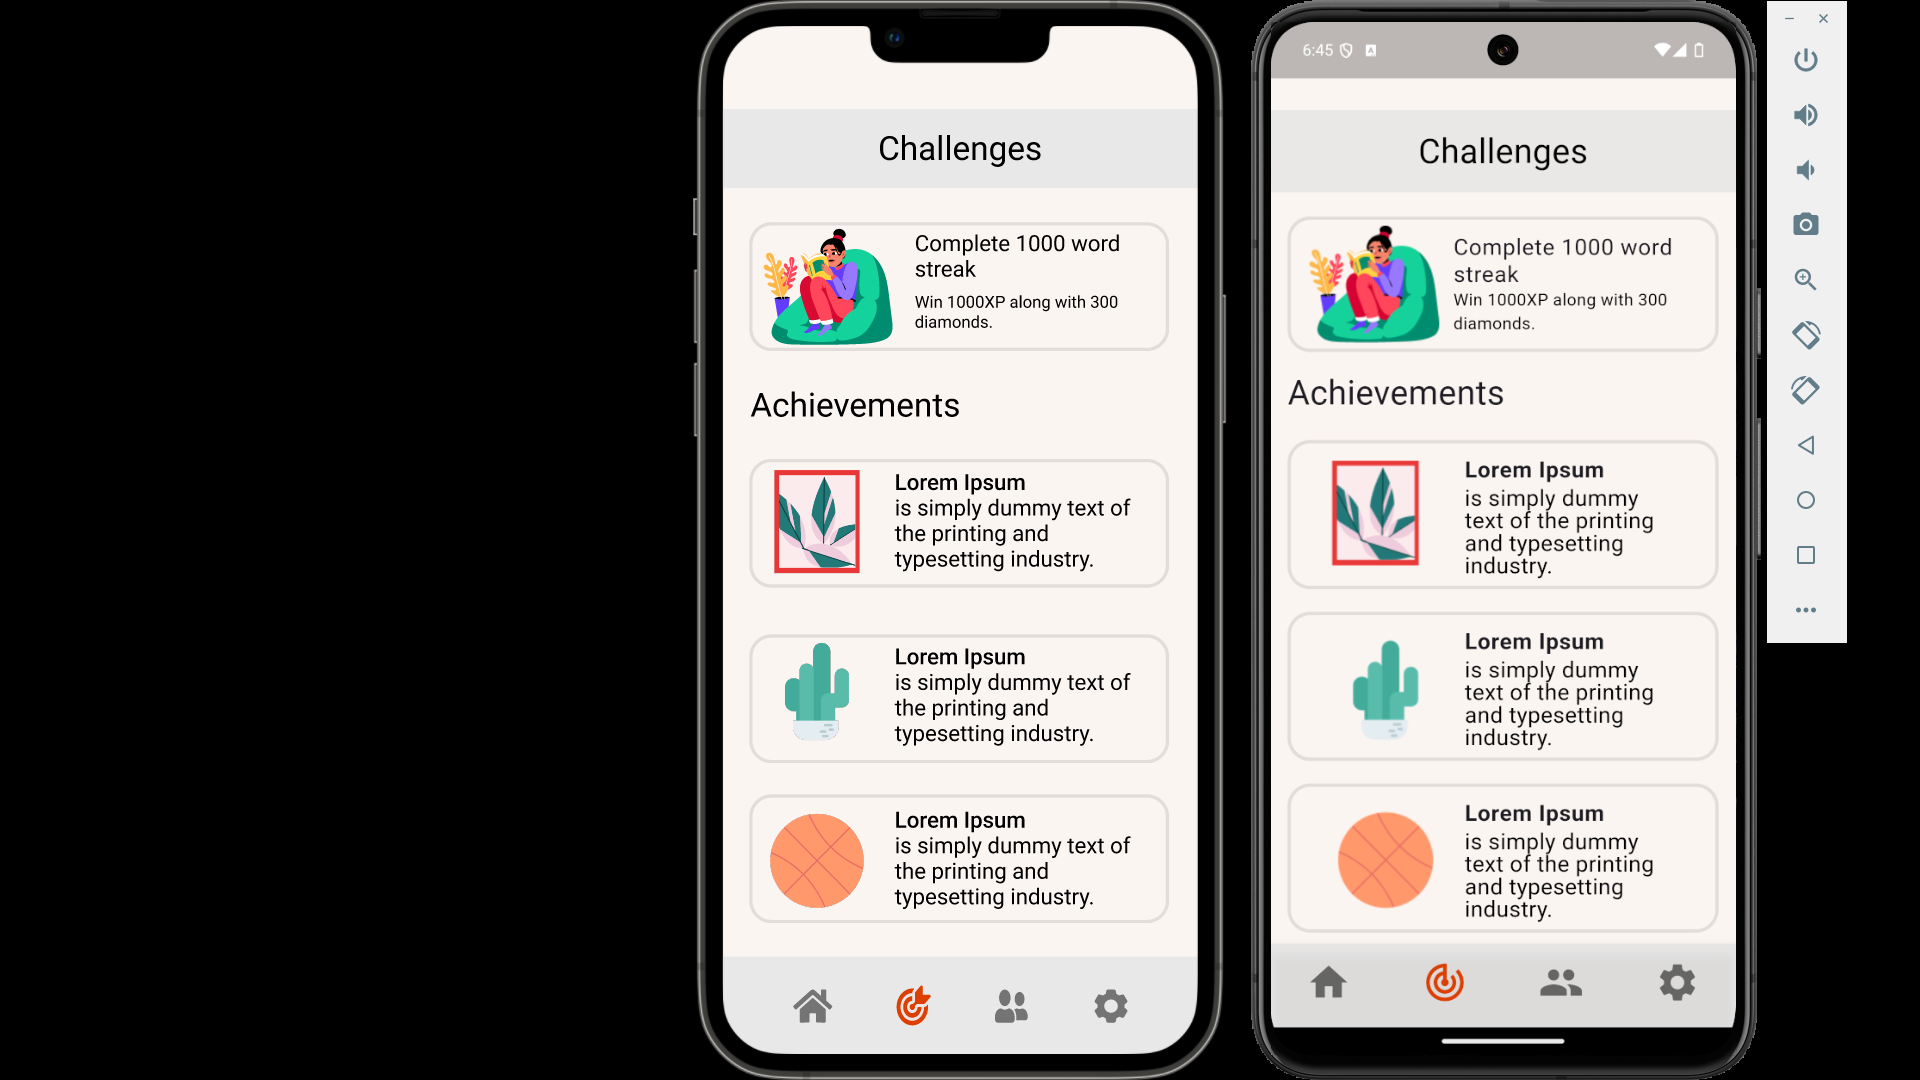 Challenges
Complete 1000 word
streak
Win 1000XP along with 300
diamonds.
Achievements
Lorem Ipsum
is simply dummy text of
the printing and
typesetting industry.
Lorem Ipsum
is simply dummy text of
the printing and
typesetting industry.
Lorem Ipsum
is simply dummy text of
the printing and
typesetting industry.
6:45
Challenges
Complete 1000 word
streak
Win 1000XP along with 300
diamonds.
Achievements
Lorem Ipsum
is simply dummy
text of the printing
and typesetting
industry.
Lorem Ipsum
is simply dummy
text of the printing
and typesetting
industry.
Lorem Ipsum
is simply dummy
text of the printing
and typesetting
industry.